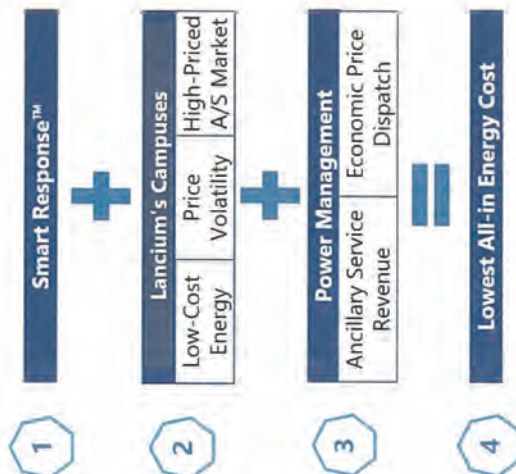 1
Smart Response™
+
2
Lancium's Campuses
Low-Cost
Energy
Price
Volatility
High-Priced
A/S Market
+
3
Power Management
Ancillary Service
Revenue
Economic Price
Dispatch
=
4
Lowest All-in Energy Cost